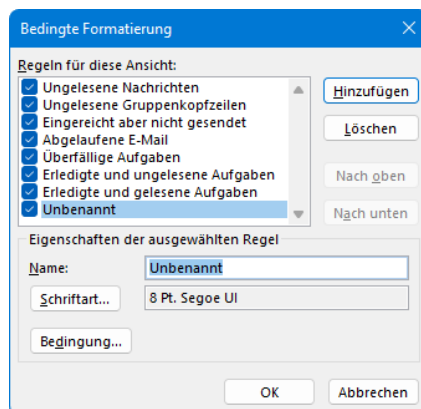 Bedingte Formatierung
Regeln für diese Ansicht:
Ungelesene Nachrichten
Ungelesene Gruppenkopfzeilen
Eingereicht aber nicht gesendet
Abgelaufene E-Mail
Überfällige Aufgaben
Erledigte und ungelesene Aufgaben
Erledigte und gelesene Aufgaben
Unbenannt
Hinzufügen
Löschen
Nach oben
Nach unten
Eigenschaften der ausgewählten Regel
Name: Unbenannt
Schriftart... 8 Pt. Segoe UI
Bedingung...
OK Abbrechen